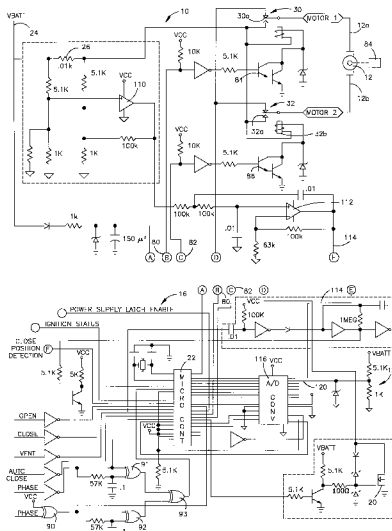 VBATT
24
10
30
30a
MOTOR 1
12a
84
26
.01k
5.1K
5.1K
VCC
110
VCC
10K
5.1K
81
12
32
MOTOR 2
12b
32a
32b
VCC
10K
5.1K
86
100k
1K
1K
.01
112
100k
100k
.01
100k
63k
1k
150 µF
80
82
A
B
C
D
E
114
POWER SUPPLY LATCH ENABLE
16
IGNITION STATUS
CLOSE
POSITION
DETECTION
F
A
B
C
82
D
E
80
VCC
100K
.01
114
1MEG
VCC
5.1K
5K
22
MICRO CONT
VCC
116
VCC
A/D
CONV
120
VBATT
5.1K
1K
OPEN
CLOSE
VENT
AUTO
CLOSE
PHASE
VCC
PHASE
90
57K
.1
91
57K
.1
92
93
5.1K
5.1K
VBATT
5.1K
100Ω
20